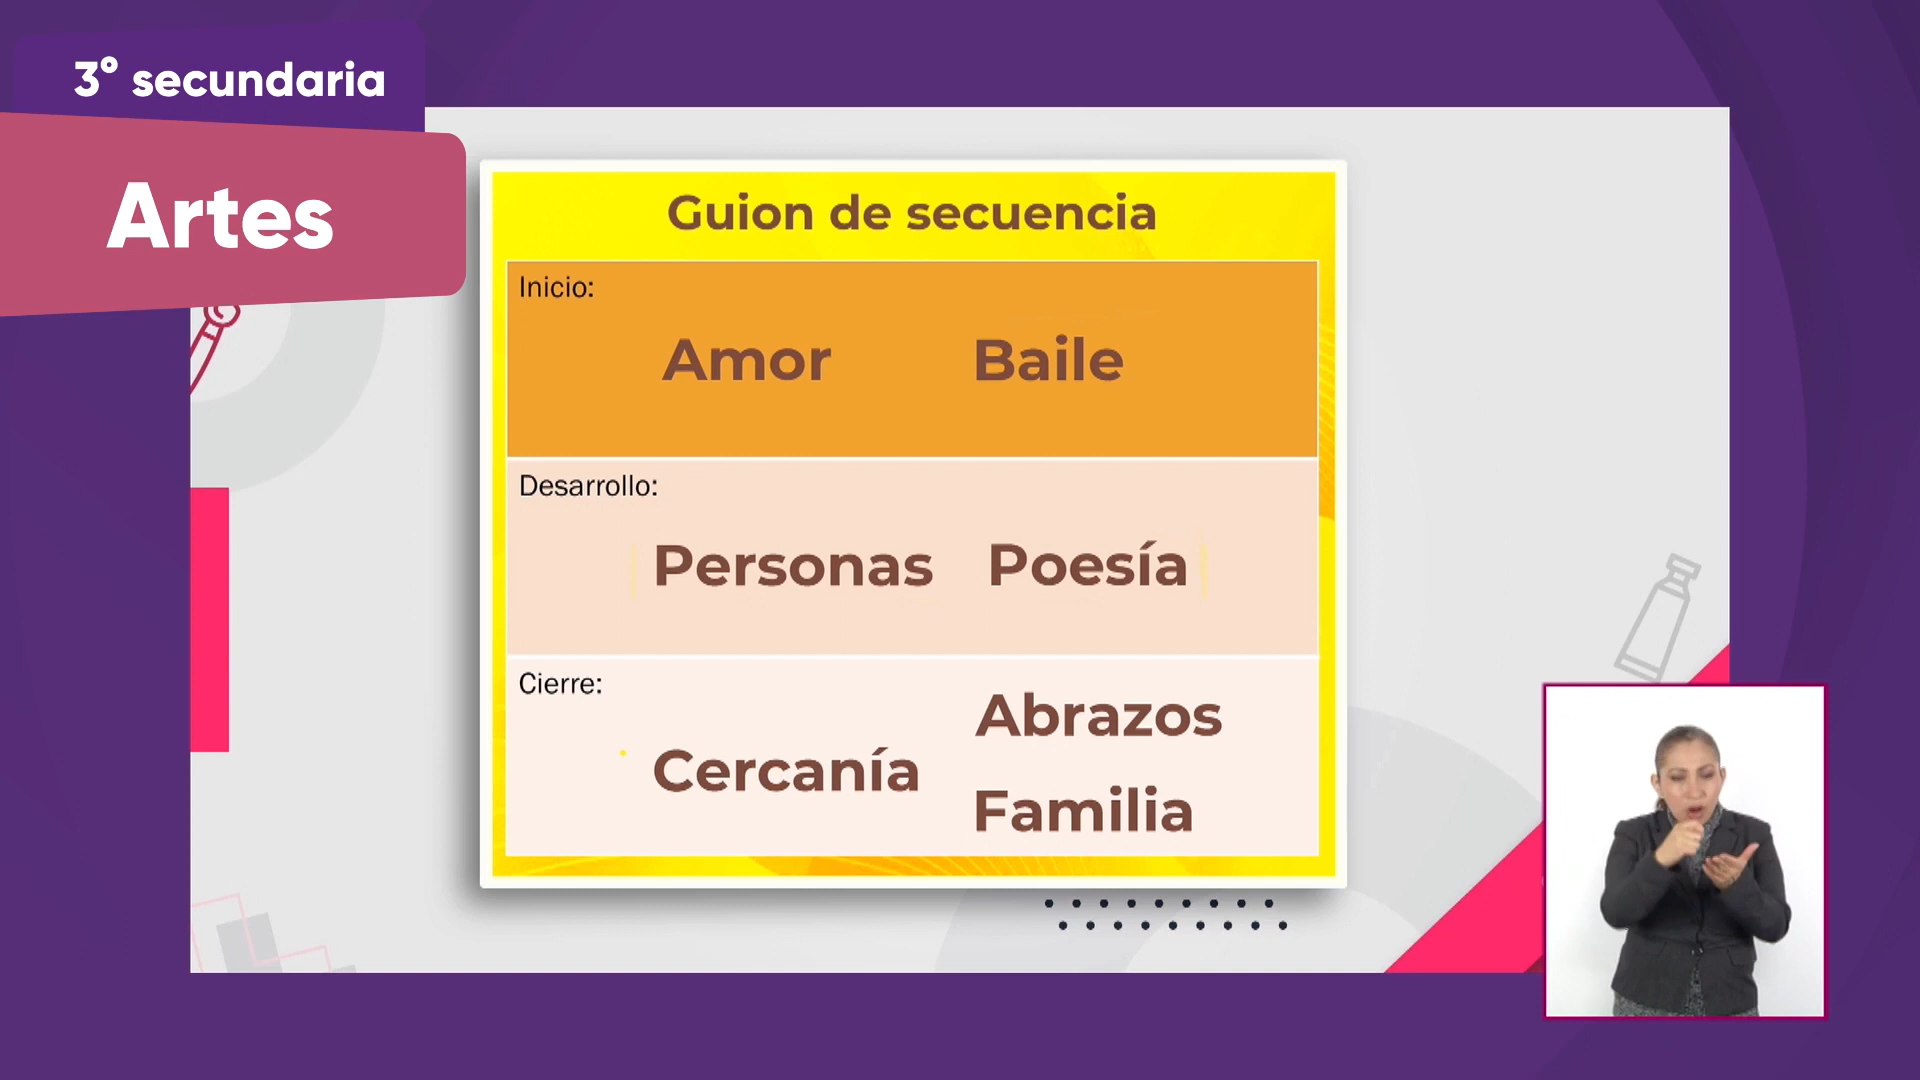 3° secundaria
Artes
Guion de secuencia
Inicio:
Amor Baile
Desarrollo:
Personas Poesía
Cierre:
Abrazos
Cercanía
Familia